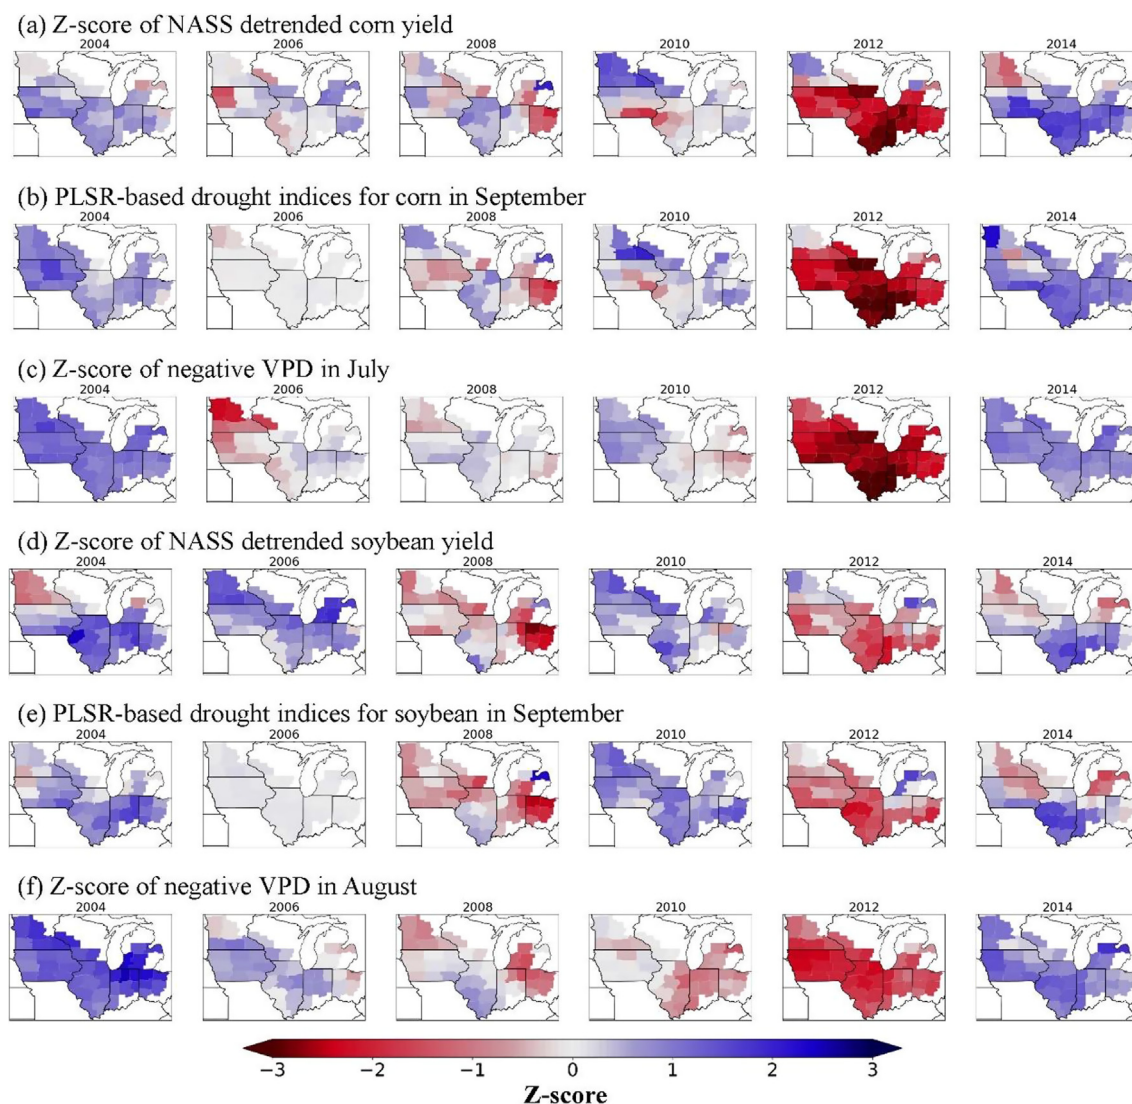 (a) Z-score of NASS detrended corn yield
2004 2006 2008 2010 2012 2014
(b) PLSR-based drought indices for corn in September
2004 2006 2008 2010 2012 2014
(c) Z-score of negative VPD in July
2004 2006 2008 2010 2012 2014
(d) Z-score of NASS detrended soybean yield
2004 2006 2008 2010 2012 2014
(e) PLSR-based drought indices for soybean in September
2004 2006 2008 2010 2012 2014
(f) Z-score of negative VPD in August
2004 2006 2008 2010 2012 2014
−3 −2 −1 0 1 2 3
Z-score